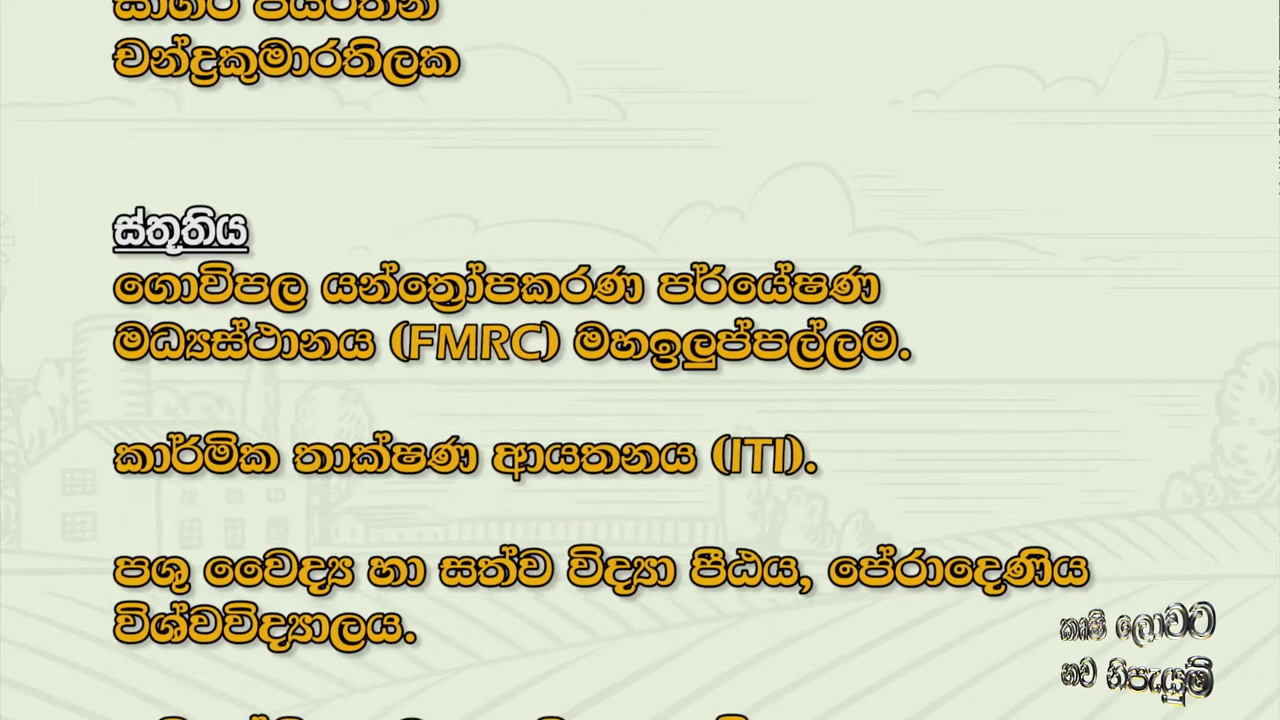 චන්ද්‍රකුමාරතිලක
ස්තූතිය
ගොවිපල යන්ත්‍රෝපකරණ පර්යේෂණ
මධ්‍යස්ථානය (FMRC) මහඉලුප්පල්ලම.
කාර්මික තාක්ෂණ ආයතනය (ITI).
පශු වෛද්‍ය හා සත්ව විද්‍යා පීඨය, පේරාදෙණිය
විශ්වවිද්‍යාලය.
කෘෂි ලොවට
නව නිපැයුම්